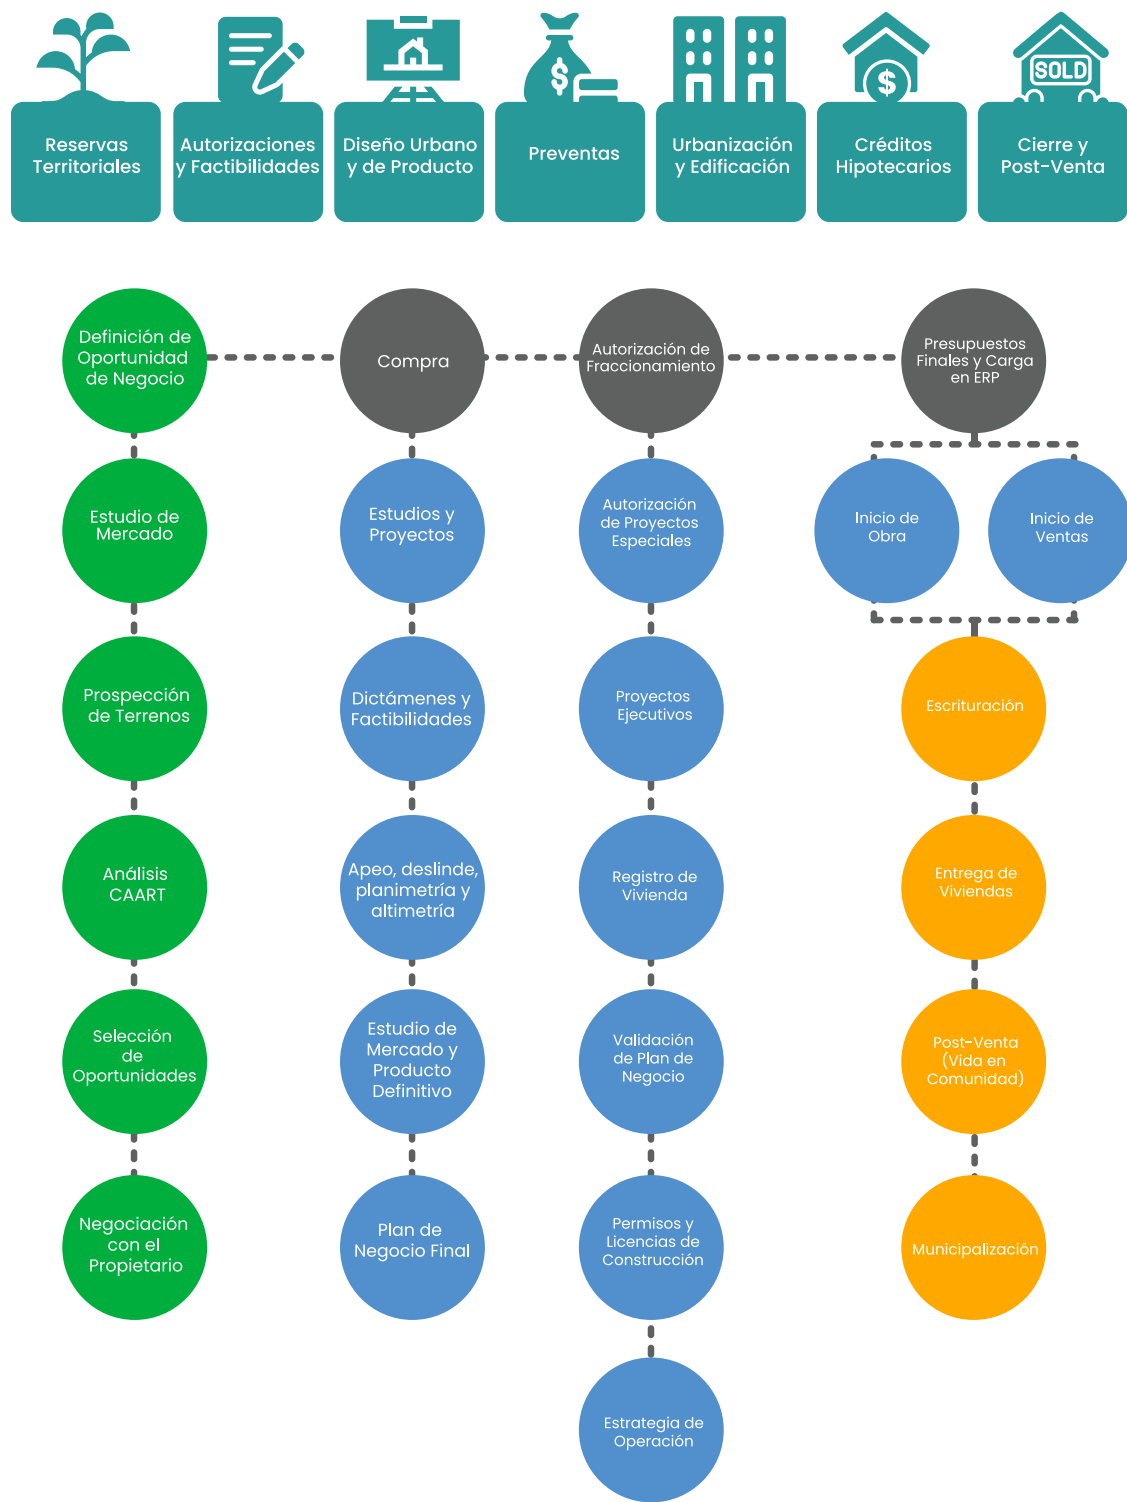 Reservas
Territoriales
Autorizaciones
y Factibilidades
Diseño Urbano
y de Producto
$
Preventas
Urbanización
y Edificación
$
Créditos
Hipotecarios
SOLD
Cierre y
Post-Venta
Definición de
Oportunidad
de Negocio
Compra
Autorización de
Fraccionamiento
Presupuestos
Finales y Carga
en ERP
Estudio de
Mercado
Estudios y
Proyectos
Autorización
de Proyectos
Especiales
Inicio de
Obra
Inicio de
Ventas
Prospección
de Terrenos
Dictámenes y
Factibilidades
Proyectos
Ejecutivos
Escrituración
Análisis
CAART
Apeo, deslinde,
planimetría y
altimetría
Registro de
Vivienda
Entrega de
Viviendas
Selección
de
Oportunidades
Estudio de
Mercado y
Producto
Definitivo
Validación
de Plan de
Negocio
Post-Venta
(Vida en
Comunidad)
Negociación
con el
Propietario
Plan de
Negocio Final
Permisos y
Licencias de
Construcción
Municipalización
Estrategia de
Operación